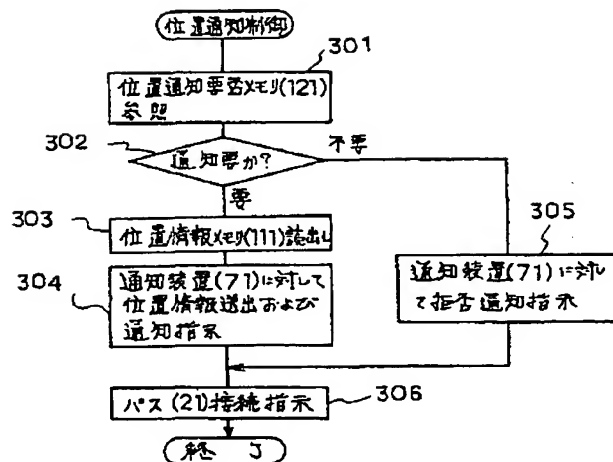 位置通知制御
301
位置通知要否メモリ(121)
参照
302
通知要か?
不要
要
303
位置情報メモリ(111)読出し
304
通知装置(71)に対して
位置情報送出および
通知指示
305
通知装置(71)に対し
て拒否通知指示
パス(21)接続指示
306
終了